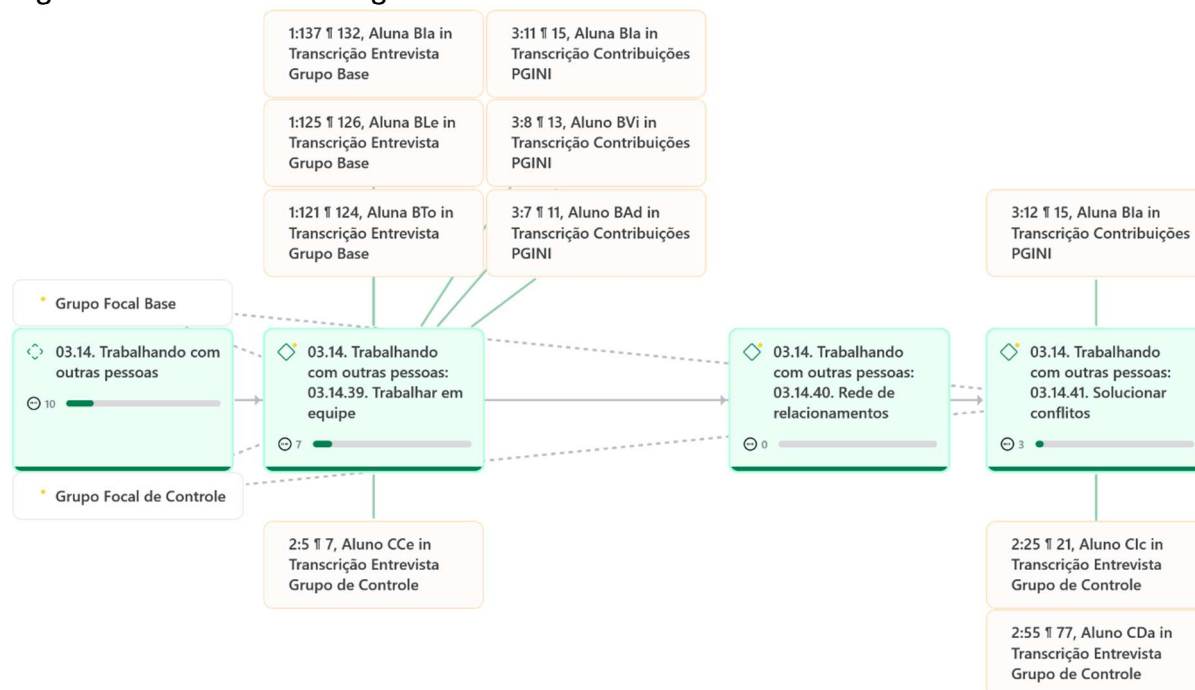 1:137 ¶ 132, Aluna BIa in
Transcrição Entrevista
Grupo Base
3:11 ¶ 15, Aluna BIa in
Transcrição Contribuições
PGINI
1:125 ¶ 126, Aluna BLe in
Transcrição Entrevista
Grupo Base
3:8 ¶ 13, Aluno BVi in
Transcrição Contribuições
PGINI
1:121 ¶ 124, Aluna BTo in
Transcrição Entrevista
Grupo Base
3:7 ¶ 11, Aluno BAd in
Transcrição Contribuições
PGINI
3:12 ¶ 15, Aluna BIa in
Transcrição Contribuições
PGINI
Grupo Focal Base
03.14. Trabalhando com
outras pessoas
10
03.14. Trabalhando
com outras pessoas:
03.14.39. Trabalhar em
equipe
7
03.14. Trabalhando
com outras pessoas:
03.14.40. Rede de
relacionamentos
0
03.14. Trabalhando
com outras pessoas:
03.14.41. Solucionar
conflitos
3
Grupo Focal de Controle
2:5 ¶ 7, Aluno CCe in
Transcrição Entrevista
Grupo de Controle
2:25 ¶ 21, Aluno CIc in
Transcrição Entrevista
Grupo de Controle
2:55 ¶ 77, Aluno CDa in
Transcrição Entrevista
Grupo de Controle